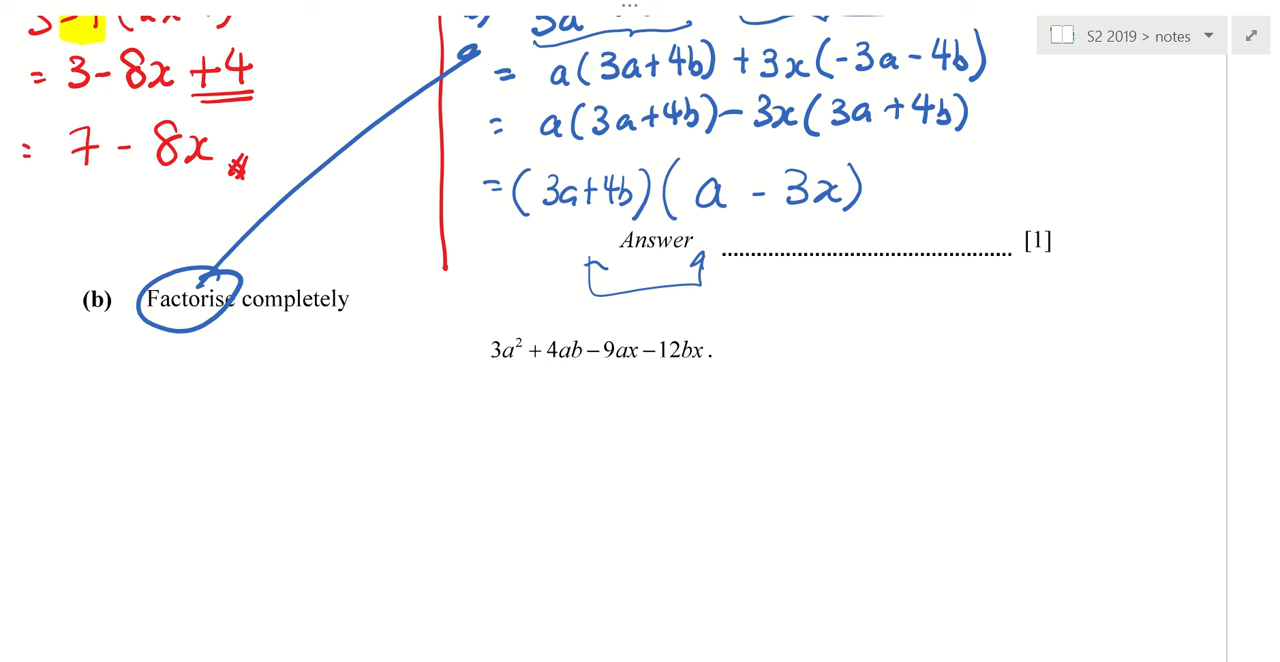 S2 2019 > notes
= 3 - 8x + 4
= 7 - 8x
3a
= a(3a+4b) + 3x(-3a-4b)
= a(3a+4b) - 3x(3a+4b)
= (3a+4b)(a - 3x)
Answer ................................................ [1]
(b) Factorise completely
3a² + 4ab − 9ax − 12bx .